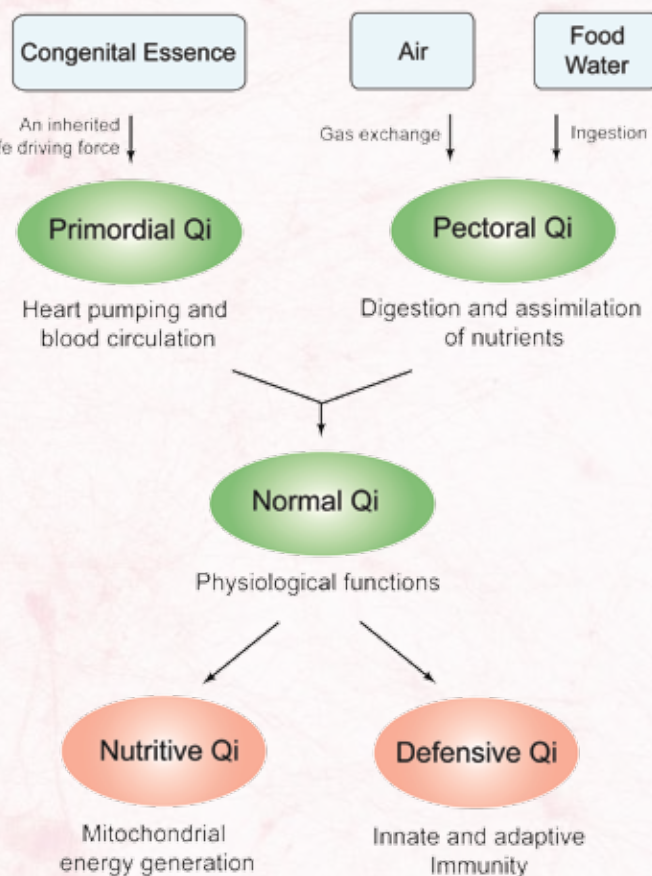 Congenital Essence
Air
Food
Water
An inherited
fe driving force
Gas exchange
Ingestion
Primordial Qi
Pectoral Qi
Heart pumping and
blood circulation
Digestion and assimilation
of nutrients
Normal Qi
Physiological functions
Nutritive Qi
Defensive Qi
Mitochondrial
energy generation
Innate and adaptive
Immunity